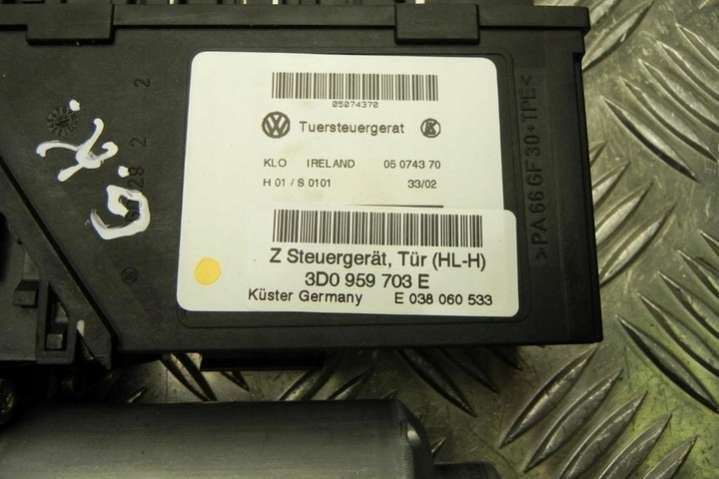 05074370
Tuersteuergerat
KLO IRELAND 05 0743 70
H 01 / S 0101 33/02
Z Steuergerät, Tür (HL-H)
3D0 959 703 E
Küster Germany E 038 060 533
>PA 66 GF 30+TPE<